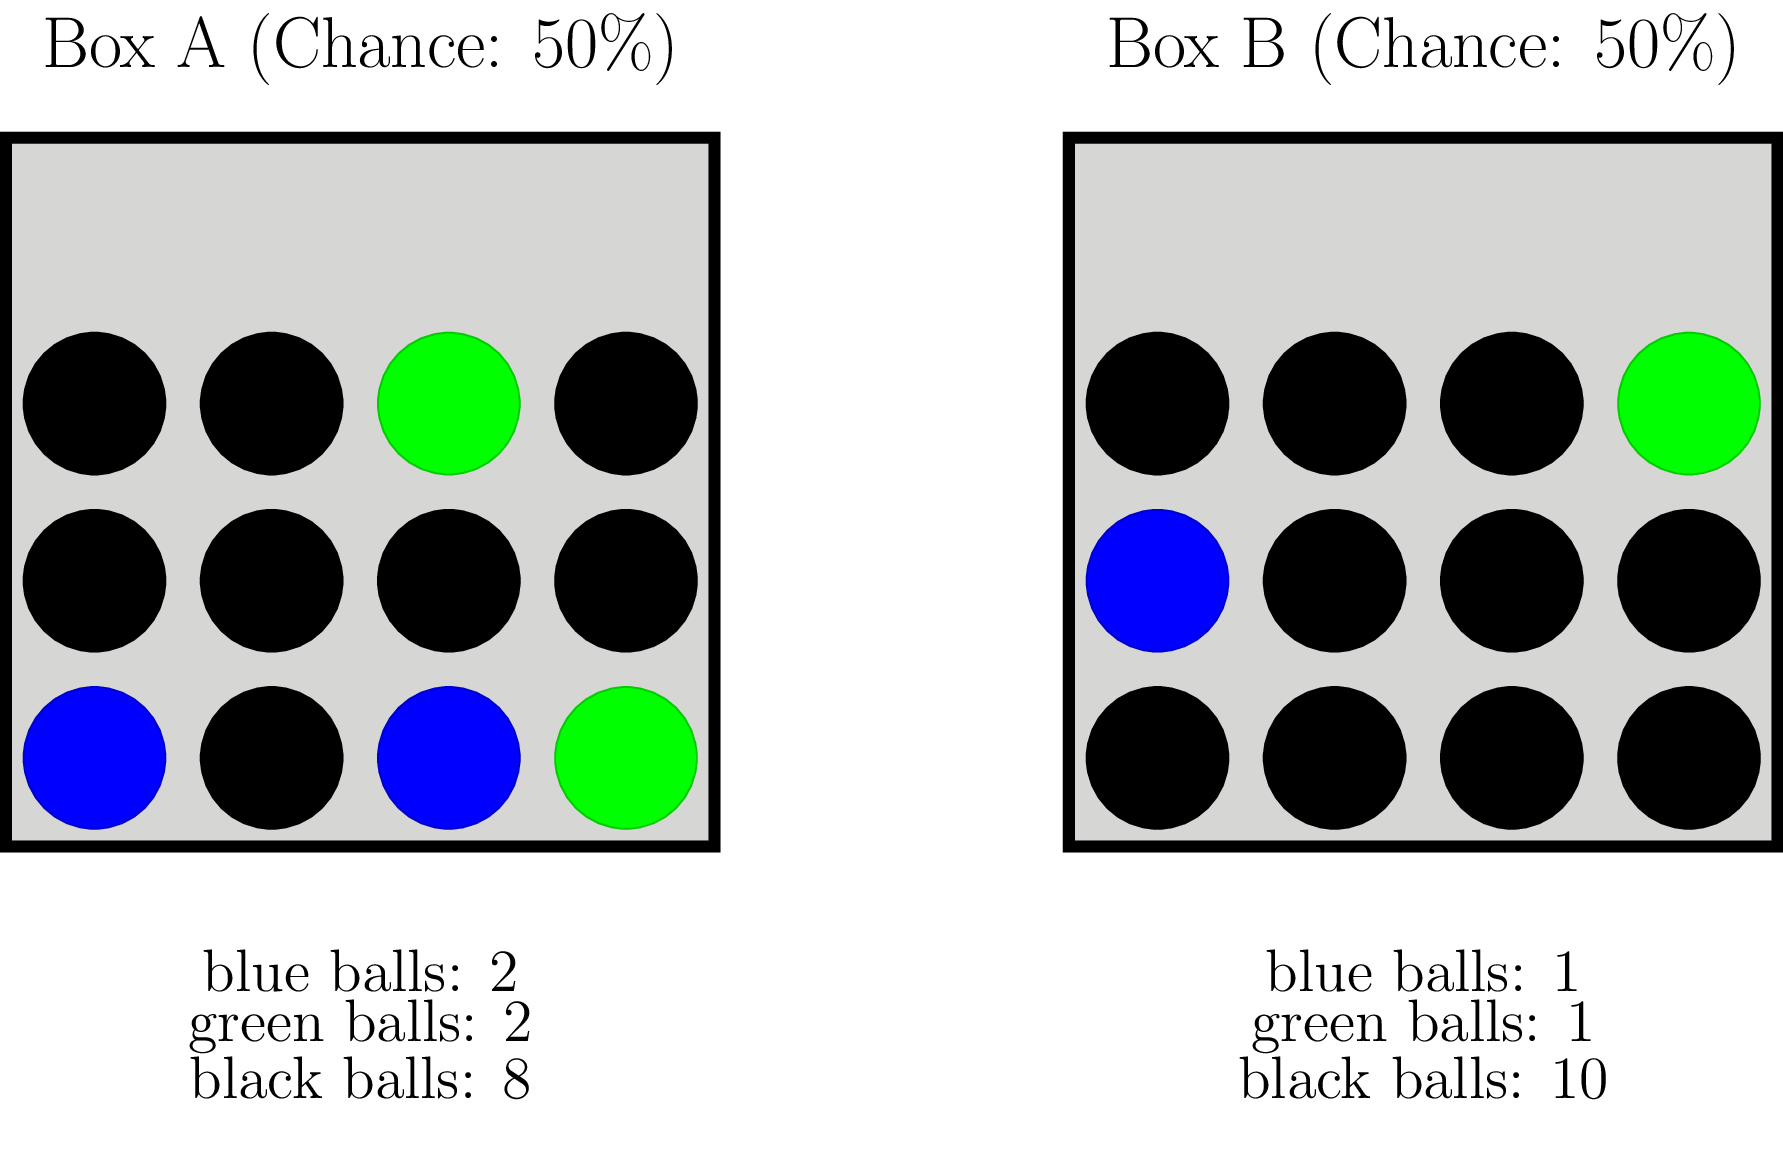 Box A (Chance: 50%)
Box B (Chance: 50%)
blue balls: 2
green balls: 2
black balls: 8
blue balls: 1
green balls: 1
black balls: 10